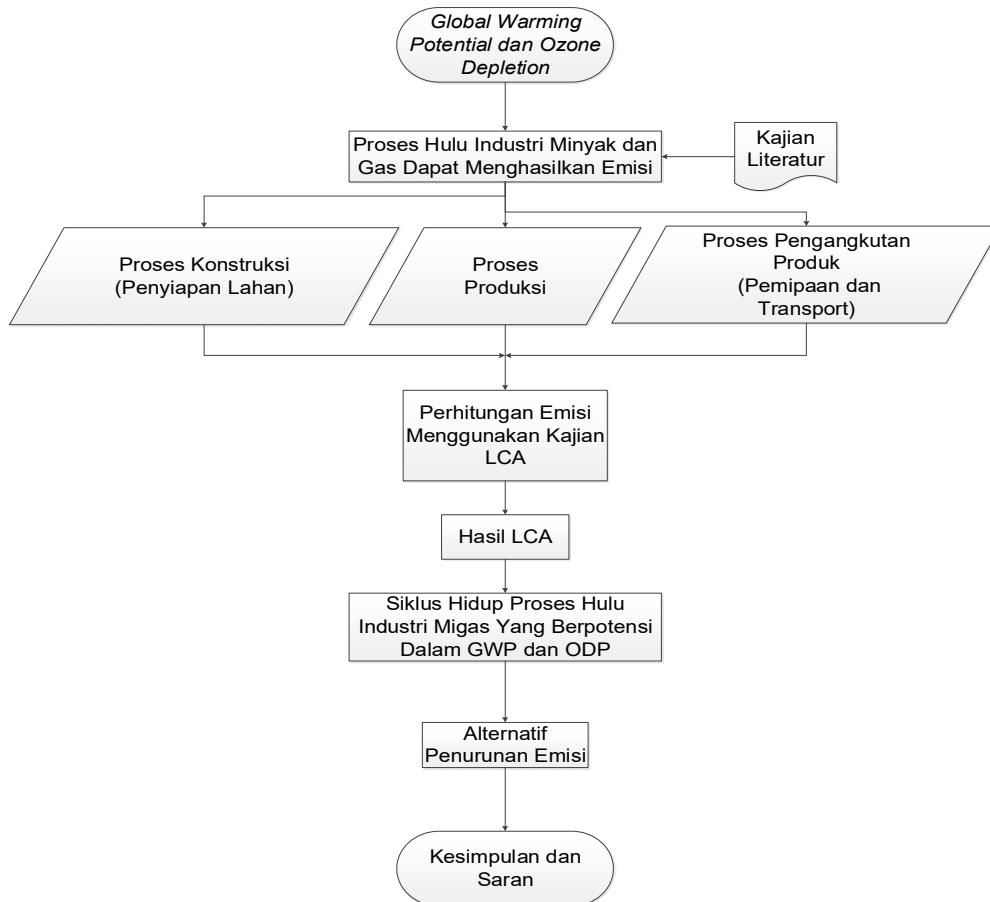 Global Warming
Potential dan Ozone
Depletion
Proses Hulu Industri Minyak dan
Gas Dapat Menghasilkan Emisi
Kajian
Literatur
Proses Konstruksi
(Penyiapan Lahan)
Proses
Produksi
Proses Pengangkutan
Produk
(Pemipaan dan
Transport)
Perhitungan Emisi
Menggunakan Kajian
LCA
Hasil LCA
Siklus Hidup Proses Hulu
Industri Migas Yang Berpotensi
Dalam GWP dan ODP
Alternatif
Penurunan Emisi
Kesimpulan dan
Saran